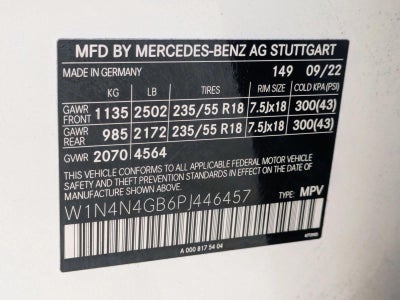 MFD BY MERCEDES-BENZ AG STUTTGART
MADE IN GERMANY 149 09/22
KG LB TIRES RIM SIZE COLD KPA(PSI)
GAWR FRONT 1135 2502 235/55 R18 7.5Jx18 300(43)
GAWR REAR 985 2172 235/55 R18 7.5Jx18 300(43)
GVWR 2070 4564
THIS VEHICLE CONFORMS TO ALL APPLICABLE FEDERAL MOTOR VEHICLE
SAFETY AND THEFT PREVENTION STANDARDS IN EFFECT ON THE
DATE OF MANUFACTURE SHOWN ABOVE.
W1N4N4GB6PJ446457 TYPE: MPV
A 000 817 54 04